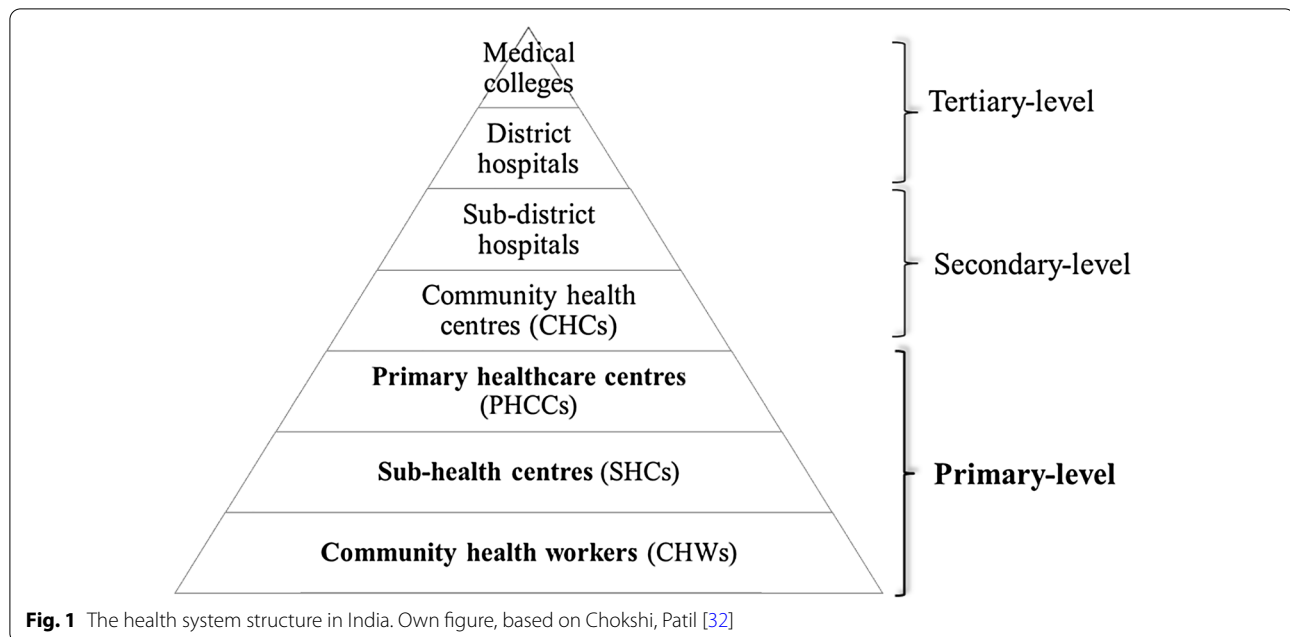 Medical
colleges
Tertiary-level
District
hospitals
Sub-district
hospitals
Secondary-level
Community health
centres (CHCs)
Primary healthcare centres
(PHCCs)
Sub-health centres (SHCs)
Primary-level
Community health workers (CHWs)
Fig. 1 The health system structure in India. Own figure, based on Chokshi, Patil [32]